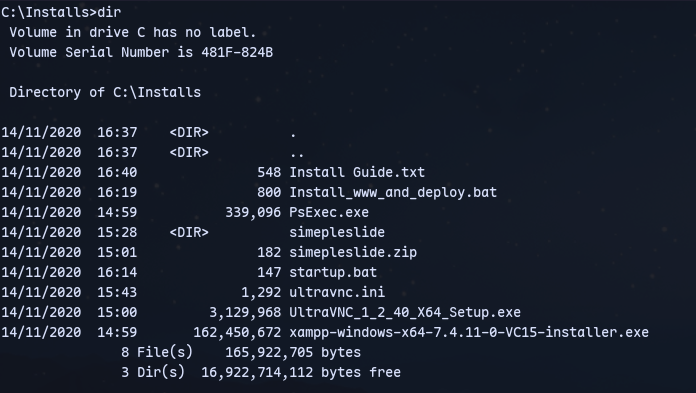 C:\Installs>dir
 Volume in drive C has no label.
 Volume Serial Number is 481F-824B

 Directory of C:\Installs

14/11/2020  16:37    <DIR>          .
14/11/2020  16:37    <DIR>          ..
14/11/2020  16:40               548 Install Guide.txt
14/11/2020  16:19               800 Install_www_and_deploy.bat
14/11/2020  14:59           339,096 PsExec.exe
14/11/2020  15:28    <DIR>          simepleslide
14/11/2020  15:01               182 simepleslide.zip
14/11/2020  16:14               147 startup.bat
14/11/2020  15:43             1,292 ultravnc.ini
14/11/2020  15:00         3,129,968 UltraVNC_1_2_40_X64_Setup.exe
14/11/2020  14:59       162,450,672 xampp-windows-x64-7.4.11-0-VC15-installer.exe
               8 File(s)    165,922,705 bytes
               3 Dir(s)  16,922,714,112 bytes free